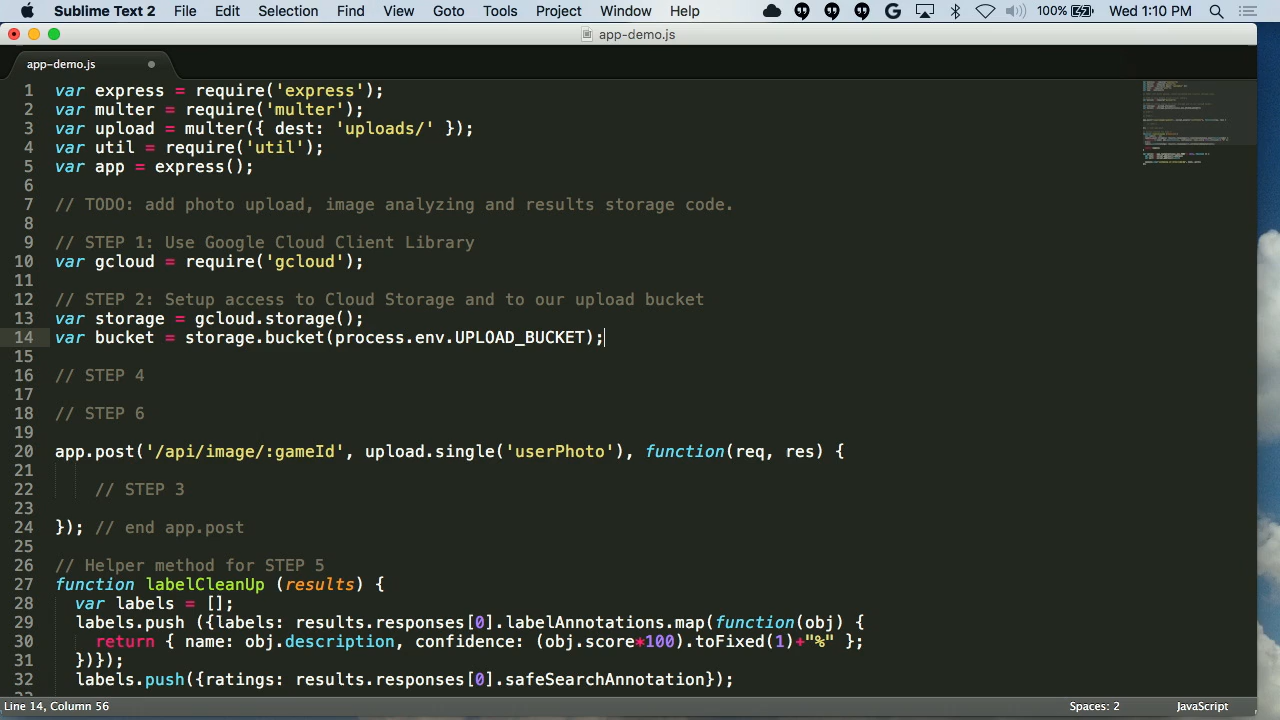 Sublime Text 2 File Edit Selection Find View Goto Tools Project Window Help 100% Wed 1:10 PM
app-demo.js
app-demo.js
1 var express = require('express');
2 var multer = require('multer');
3 var upload = multer({ dest: 'uploads/' });
4 var util = require('util');
5 var app = express();
6
7 // TODO: add photo upload, image analyzing and results storage code.
8
9 // STEP 1: Use Google Cloud Client Library
10 var gcloud = require('gcloud');
11
12 // STEP 2: Setup access to Cloud Storage and to our upload bucket
13 var storage = gcloud.storage();
14 var bucket = storage.bucket(process.env.UPLOAD_BUCKET);
15
16 // STEP 4
17
18 // STEP 6
19
20 app.post('/api/image/:gameId', upload.single('userPhoto'), function(req, res) {
21
22 // STEP 3
23
24 }); // end app.post
25
26 // Helper method for STEP 5
27 function labelCleanUp (results) {
28 var labels = [];
29 labels.push ({labels: results.responses[0].labelAnnotations.map(function(obj) {
30 return { name: obj.description, confidence: (obj.score*100).toFixed(1)+"%" };
31 })});
32 labels.push({ratings: results.responses[0].safeSearchAnnotation});
Line 14, Column 56 Spaces: 2 JavaScript